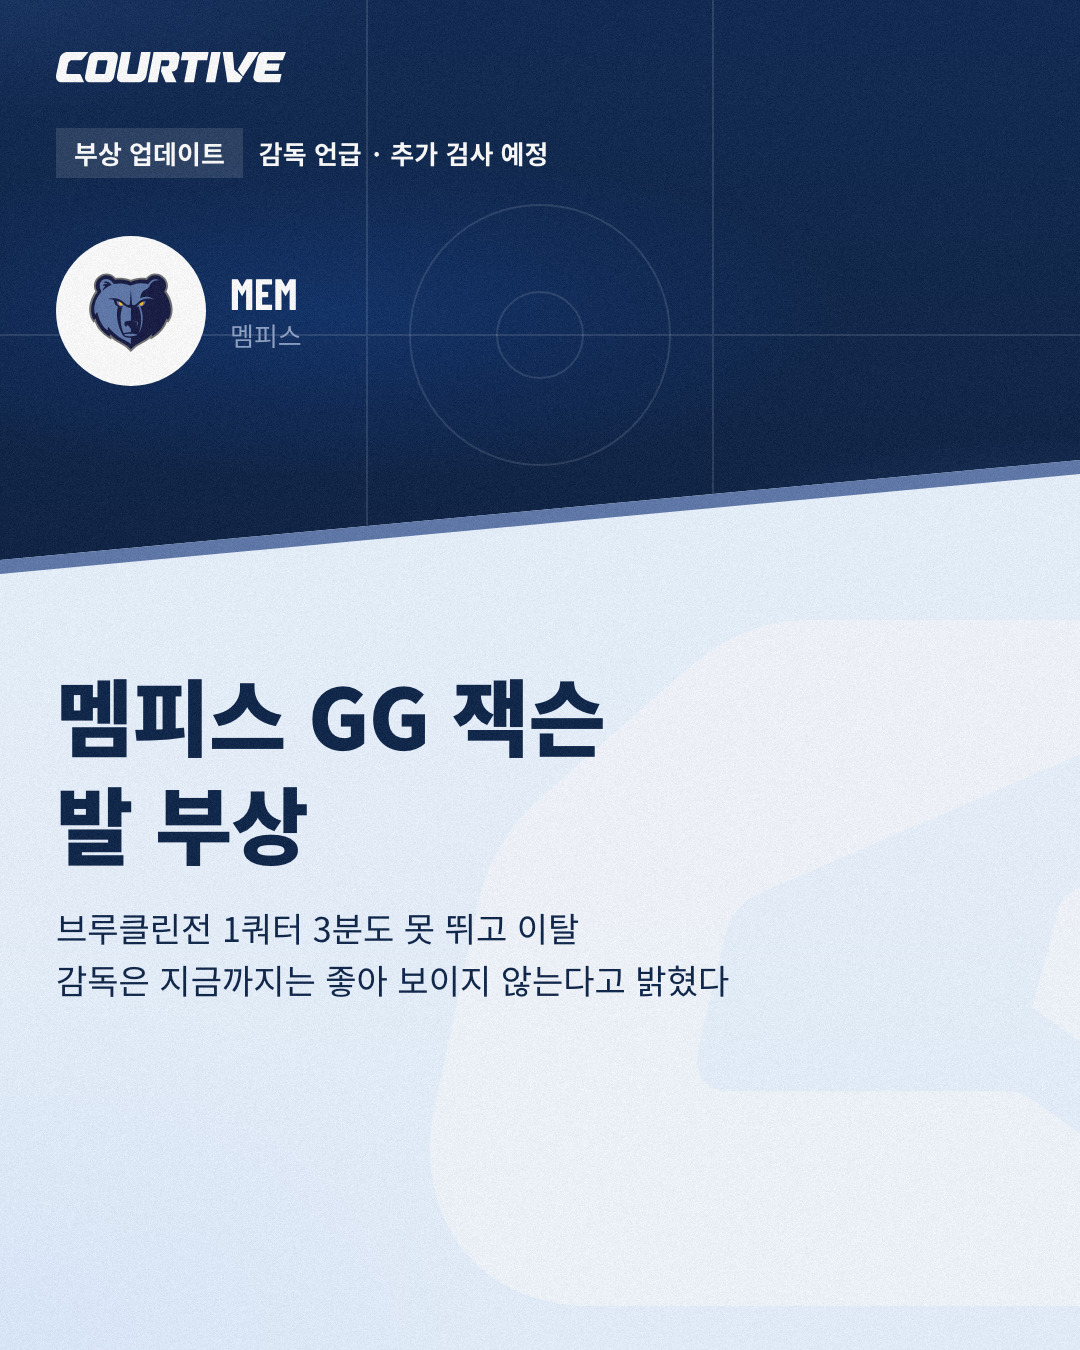 COURTIVE
부상 업데이트 감독 언급 · 추가 검사 예정
MEM
멤피스
멤피스 GG 잭슨
발 부상
브루클린전 1쿼터 3분도 못 뛰고 이탈
감독은 지금까지는 좋아 보이지 않는다고 밝혔다